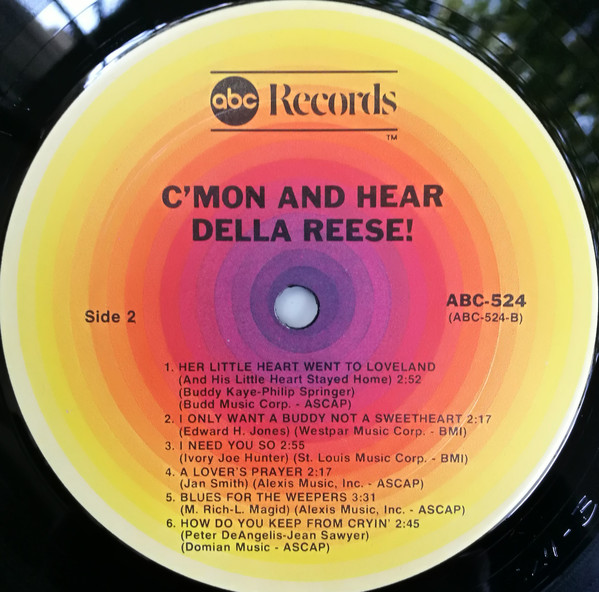 abc Records
TM
C'MON AND HEAR
DELLA REESE!
Side 2
ABC-524
(ABC-524-B)
1. HER LITTLE HEART WENT TO LOVELAND
(And His Little Heart Stayed Home) 2:52
(Buddy Kaye-Philip Springer)
(Budd Music Corp. - ASCAP)
2. I ONLY WANT A BUDDY NOT A SWEETHEART 2:17
(Edward H. Jones) (Westpar Music Corp. - BMI)
3. I NEED YOU SO 2:55
(Ivory Joe Hunter) (St. Louis Music Corp. - BMI)
4. A LOVER'S PRAYER 2:17
(Jan Smith) (Alexis Music, Inc. - ASCAP)
5. BLUES FOR THE WEEPERS 3:31
(M. Rich-L. Magid) (Alexis Music, Inc. - ASCAP)
6. HOW DO YOU KEEP FROM CRYIN' 2:45
(Peter DeAngelis-Jean Sawyer)
(Domian Music - ASCAP)